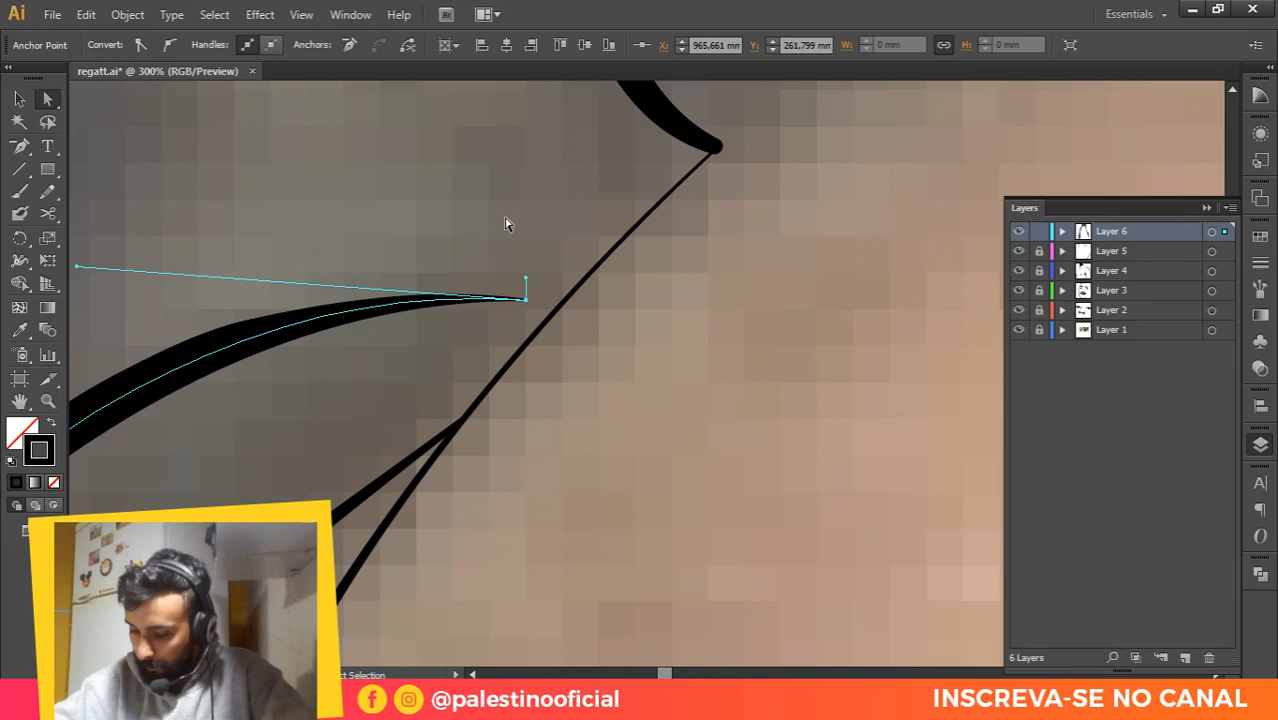 Ai File Edit Object Type Select Effect View Window Help Br Essentials
Anchor Point Convert: Handles: Anchors: X: 965,661 mm Y: 261,799 mm W: 0 mm H: 0 mm
regatt.ai* @ 300% (RGB/Preview)
Layers
Layer 6
Layer 5
Layer 4
Layer 3
Layer 2
Layer 1
6 Layers
Selection
@palestinooficial
INSCREVA-SE NO CANAL